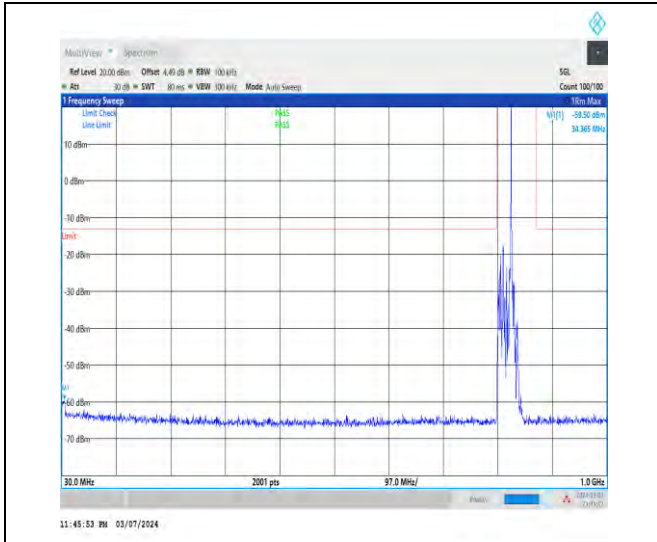 MultiView Spectrum
Ref Level 20.00 dBm Offset 4.49 dB RBW 100 kHz SGL
Att 30 dB SWT 80 ms VBW 300 kHz Mode Auto Sweep Count 100/100
1 Frequency Sweep 1Rm Max
Limit Check PASS M1[1] -59.50 dBm
Line Limit PASS 34.365 MHz
10 dBm
0 dBm
-10 dBm
Limit
-20 dBm
-30 dBm
-40 dBm
-50 dBm
M1
-60 dBm
-70 dBm
30.0 MHz 2001 pts 97.0 MHz/ 1.0 GHz
11:45:53 PM 03/07/2024